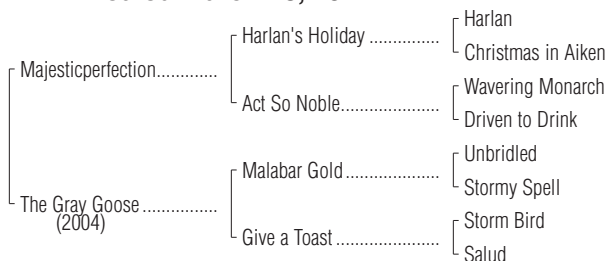 Harlan
Harlan's Holiday ...............
Christmas in Aiken
Majesticperfection.............
Wavering Monarch
Act So Noble.....................
Driven to Drink
Unbridled
Malabar Gold ....................
Stormy Spell
The Gray Goose ................
(2004)
Storm Bird
Give a Toast ......................
Salud